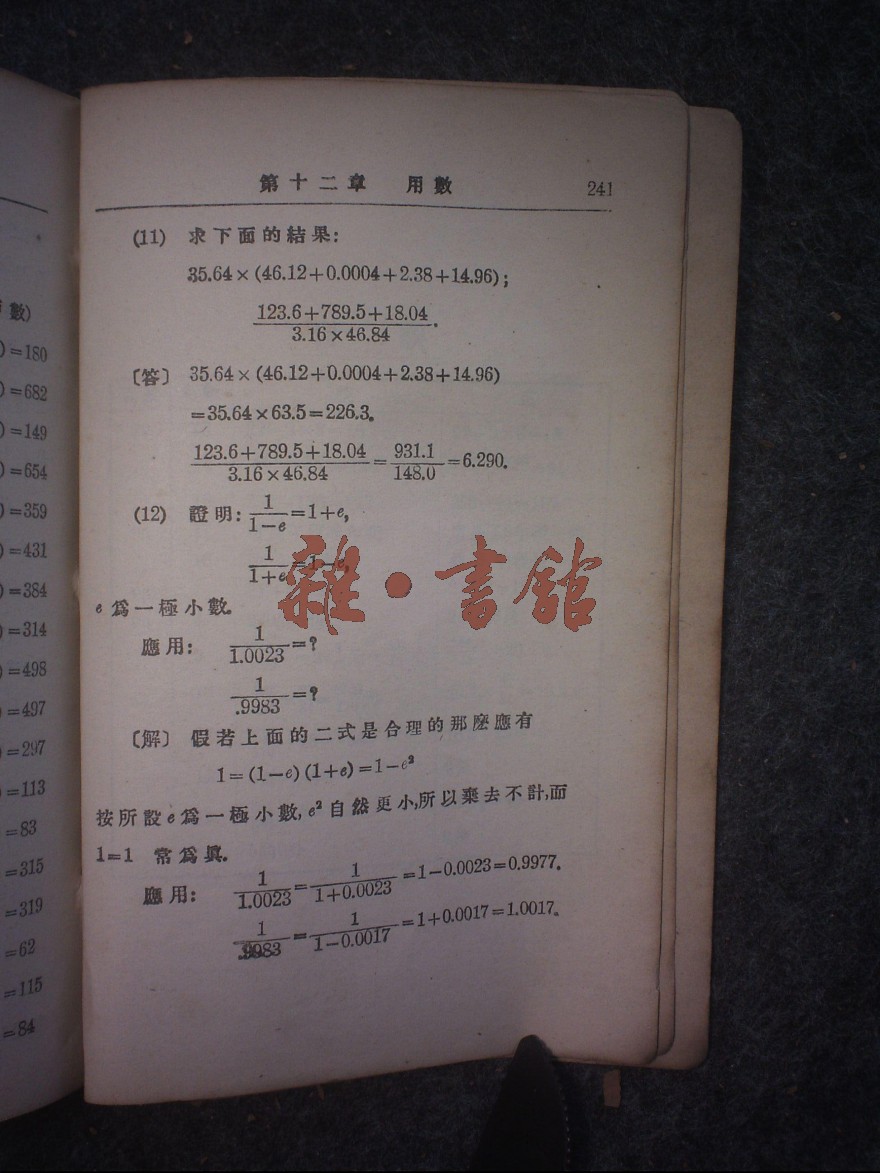 第十二章 用數 241
數)
)=180
)=682
)=149
)=654
)=359
)=431
)=384
)=314
)=498
)=497
)=297
)=113
=83
=315
=319
=62
=115
=84
(11) 求下面的結果:
35.64×(46.12+0.0004+2.38+14.96);
123.6+789.5+18.04
3.16×46.84 .
〔答〕 35.64×(46.12+0.0004+2.38+14.96)
=35.64×63.5=226.3.
123.6+789.5+18.04 / 3.16×46.84 = 931.1 / 148.0 =6.290.
(12) 證明: 1 / 1−e =1+e,
1 / 1+e =1−e,
e 爲一極小數.
應用: 1 / 1.0023 =?
1 / .9983 =?
〔解〕 假若上面的二式是合理的那麽應有
1=(1−e)(1+e)=1−e²
按所設 e 爲一極小數, e² 自然更小,所以棄去不計,而
1=1 常爲眞.
應用: 1 / 1.0023 = 1 / 1+0.0023 =1−0.0023=0.9977.
1 / .9983 = 1 / 1−0.0017 =1+0.0017=1.0017.
雜·書舘